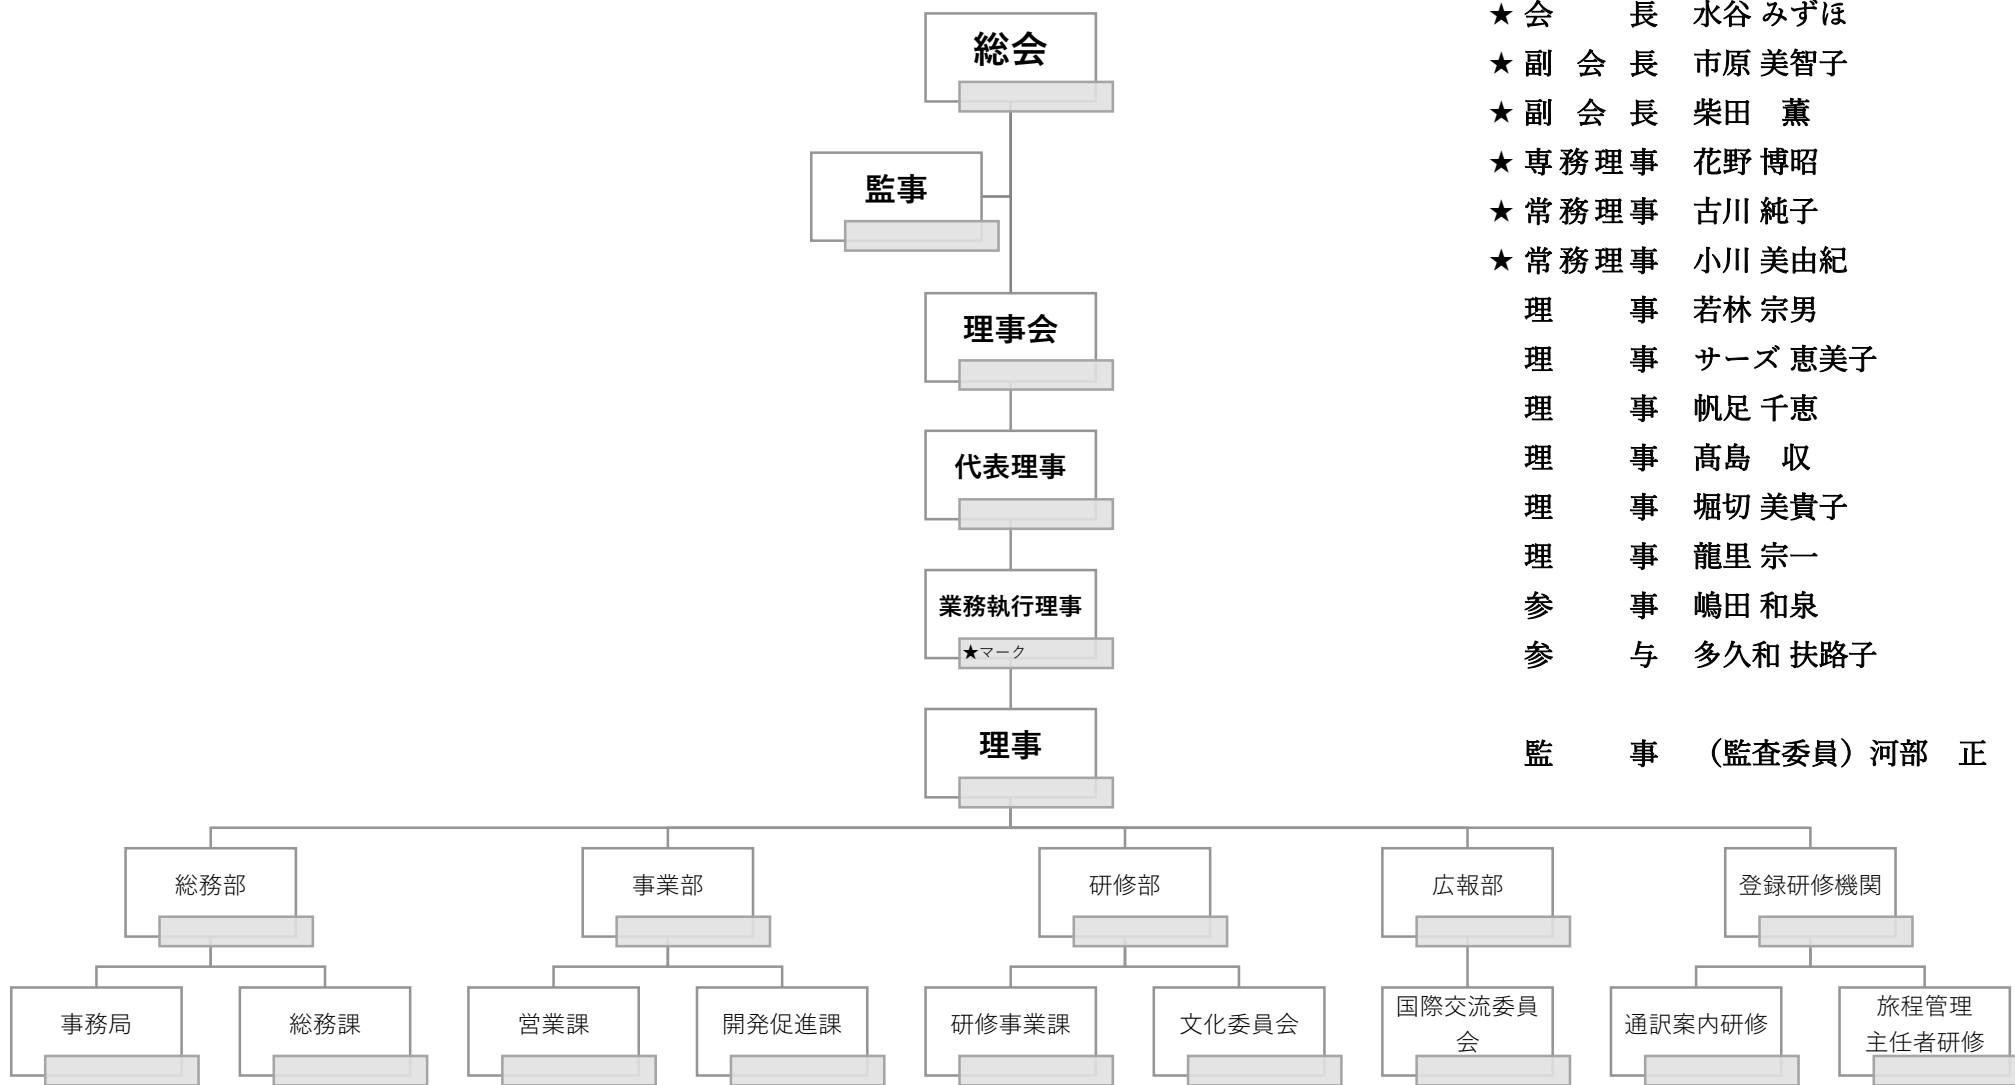 総会
監事
理事会
代表理事
業務執行理事
★マーク
理事
総務部
事業部
研修部
広報部
登録研修機関
事務局
総務課
営業課
開発促進課
研修事業課
文化委員会
国際交流委員
会
通訳案内研修
旅程管理
主任者研修
★ 会　長　水谷 みずほ
★ 副 会 長　市原 美智子
★ 副 会 長　柴田　薫
★ 専務理事　花野 博昭
★ 常務理事　古川 純子
★ 常務理事　小川 美由紀
理　事　若林 宗男
理　事　サーズ 恵美子
理　事　帆足 千恵
理　事　髙島　収
理　事　堀切 美貴子
理　事　龍里 宗一
参　事　嶋田 和泉
参　与　多久和 扶路子
監　事　（監査委員）河部　正